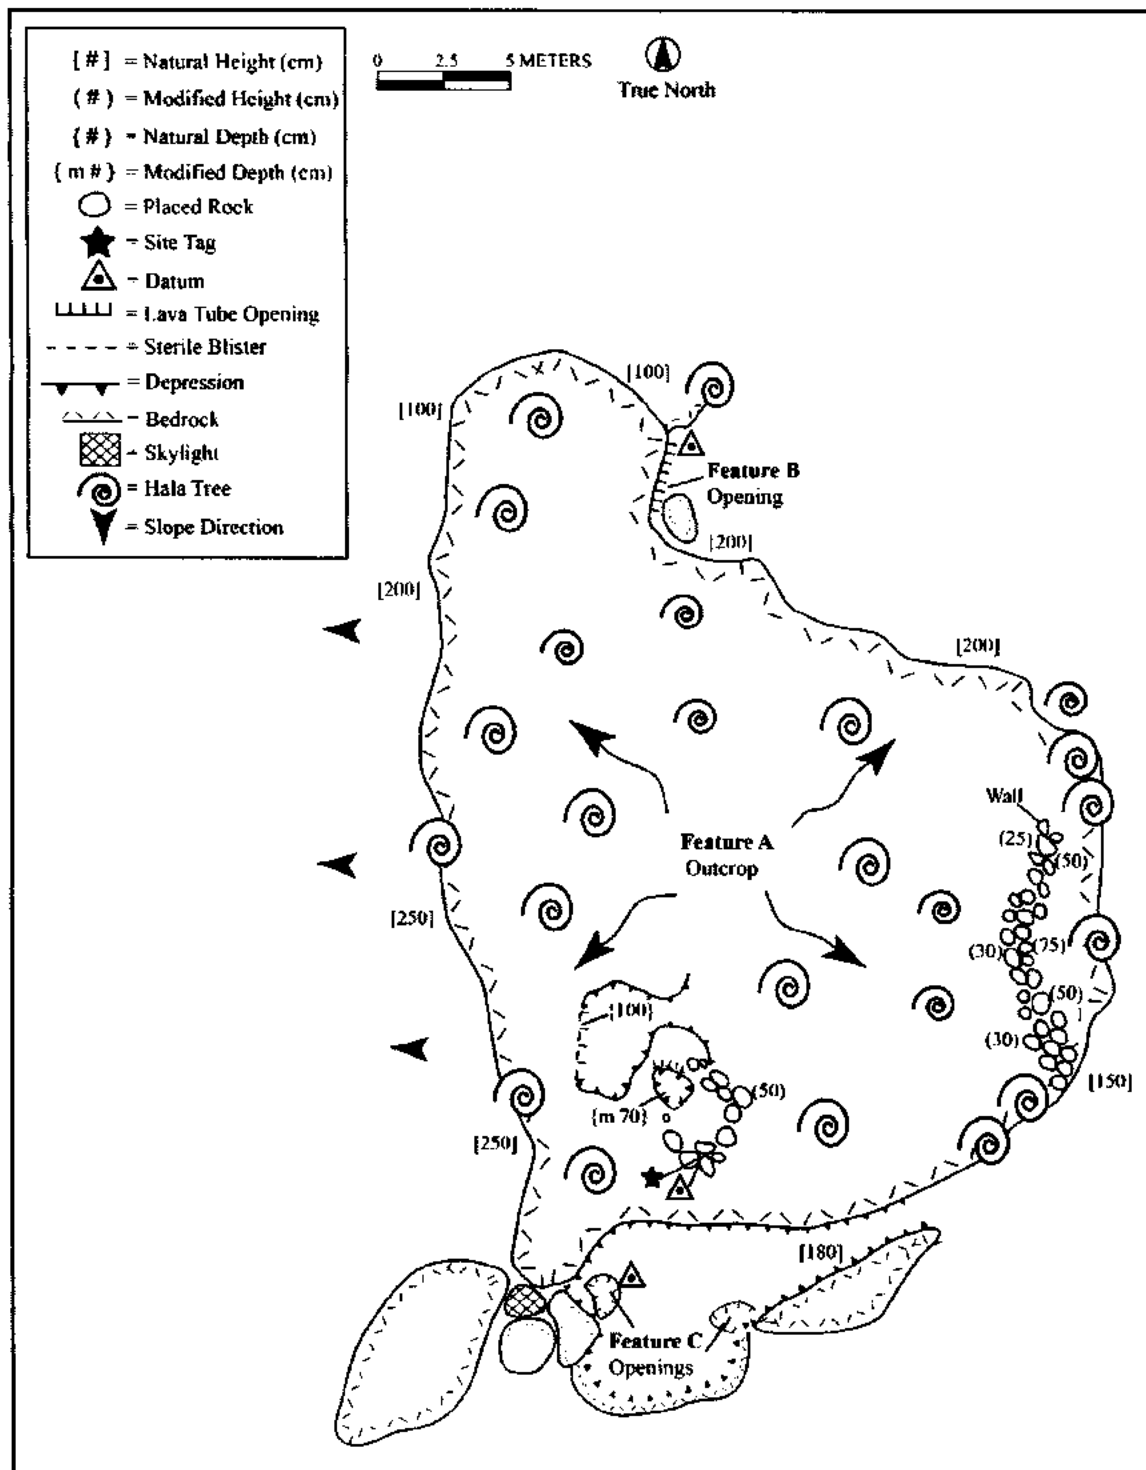 [#] = Natural Height (cm)
(#) = Modified Height (cm)
{#} = Natural Depth (cm)
{m #} = Modified Depth (cm)
= Placed Rock
= Site Tag
= Datum
= Lava Tube Opening
= Sterile Blister
= Depression
= Bedrock
= Skylight
= Hala Tree
= Slope Direction
0 2.5 5 METERS
True North
[100]
[100]
Feature B
Opening
[200]
[200]
[200]
Wall
(25)
(50)
Feature A
Outcrop
[250]
(30)
(75)
{100}
(50)
(30)
{m 70}
(50)
[150]
[250]
[180]
Feature C
Openings